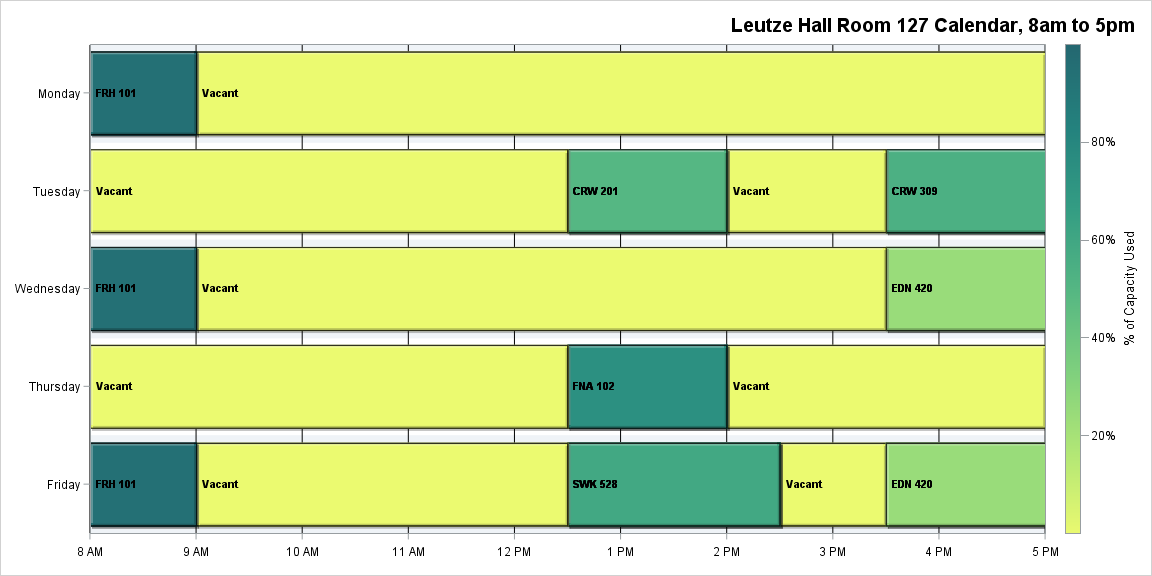 Leutze Hall Room 127 Calendar, 8am to 5pm
Monday
FRH 101
Vacant
Tuesday
Vacant
CRW 201
Vacant
CRW 309
Wednesday
FRH 101
Vacant
EDN 420
Thursday
Vacant
FNA 102
Vacant
Friday
FRH 101
Vacant
SWK 528
Vacant
EDN 420
8 AM
9 AM
10 AM
11 AM
12 PM
1 PM
2 PM
3 PM
4 PM
5 PM
80%
60%
40%
20%
% of Capacity Used